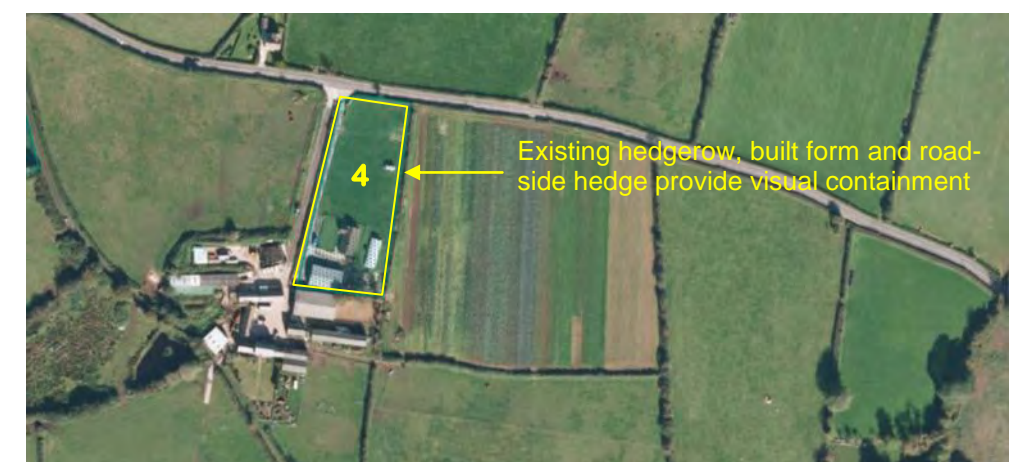 4
Existing hedgerow, built form and road-
side hedge provide visual containment